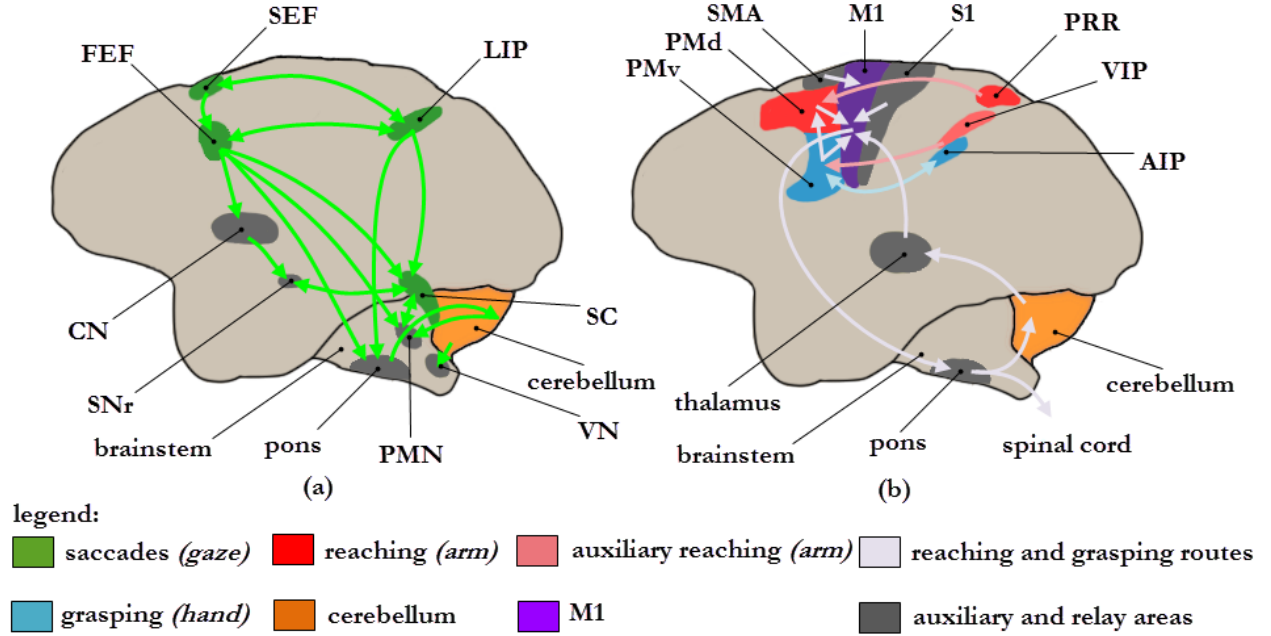 SEF
FEF
LIP
CN
SNr
brainstem
pons
PMN
VN
cerebellum
SC
(a)
SMA
M1
S1
PRR
PMd
PMv
VIP
AIP
thalamus
brainstem
pons
spinal cord
cerebellum
(b)
legend:
saccades (gaze)
reaching (arm)
auxiliary reaching (arm)
reaching and grasping routes
grasping (hand)
cerebellum
M1
auxiliary and relay areas